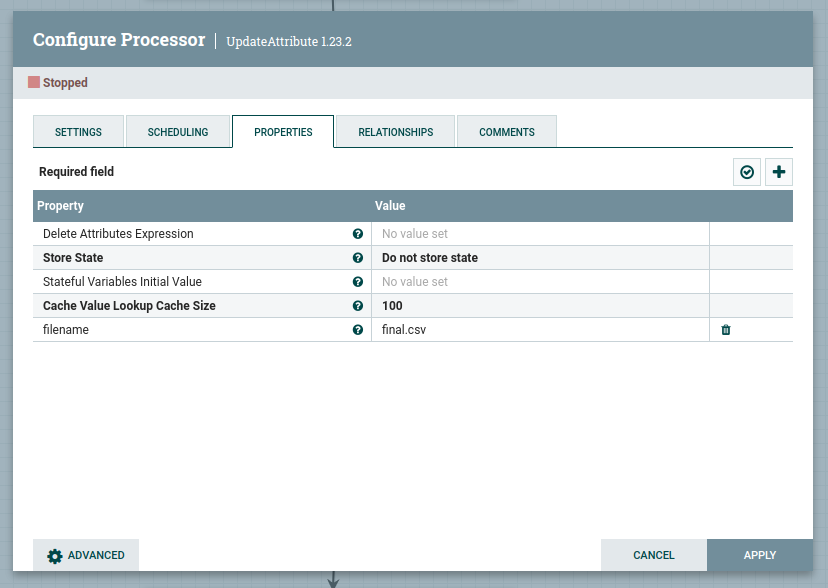 Configure Processor | UpdateAttribute 1.23.2
Stopped
SETTINGS SCHEDULING PROPERTIES RELATIONSHIPS COMMENTS
Required field
Property Value
Delete Attributes Expression No value set
Store State Do not store state
Stateful Variables Initial Value No value set
Cache Value Lookup Cache Size 100
filename final.csv
ADVANCED CANCEL APPLY